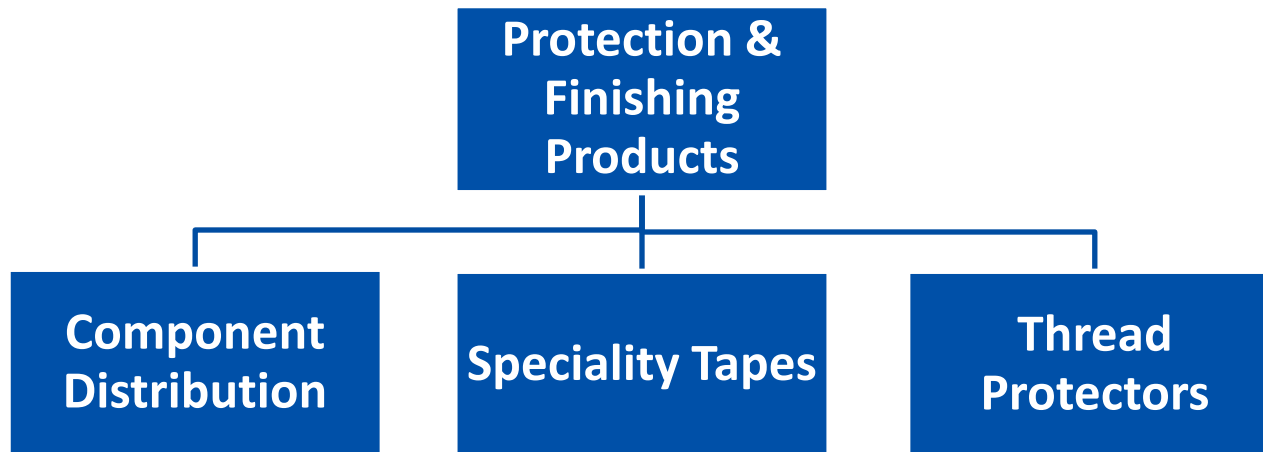 Protection &
Finishing
Products
Component
Distribution
Speciality Tapes
Thread
Protectors